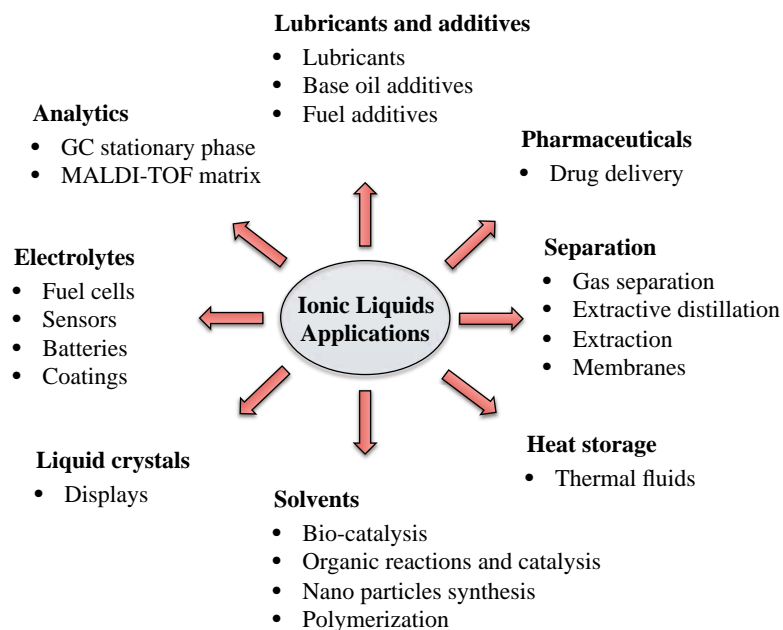 Lubricants and additives
• Lubricants
• Base oil additives
• Fuel additives
Analytics
• GC stationary phase
• MALDI-TOF matrix
Pharmaceuticals
• Drug delivery
Electrolytes
• Fuel cells
• Sensors
• Batteries
• Coatings
Ionic Liquids
Applications
Separation
• Gas separation
• Extractive distillation
• Extraction
• Membranes
Liquid crystals
• Displays
Heat storage
• Thermal fluids
Solvents
• Bio-catalysis
• Organic reactions and catalysis
• Nano particles synthesis
• Polymerization